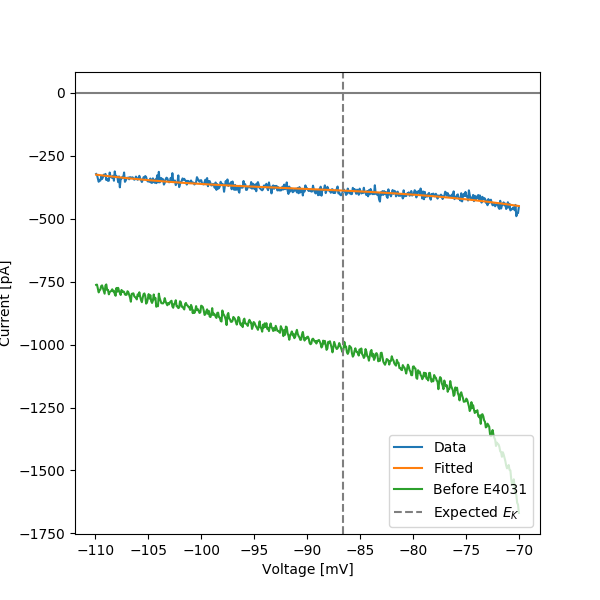 0
−250
−500
−750
−1000
−1250
−1500
−1750
Current [pA]
−110 −105 −100 −95 −90 −85 −80 −75 −70
Voltage [mV]
Data
Fitted
Before E4031
Expected E_K